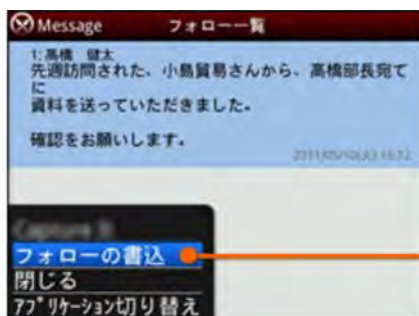 Message フォロー一覧
1: 高橋 健太
先週訪問された、小島貿易さんから、高橋部長宛て
に
資料を送っていただきました。
確認をお願いします。
フォローの書込
閉じる
アプリケーション切り替え